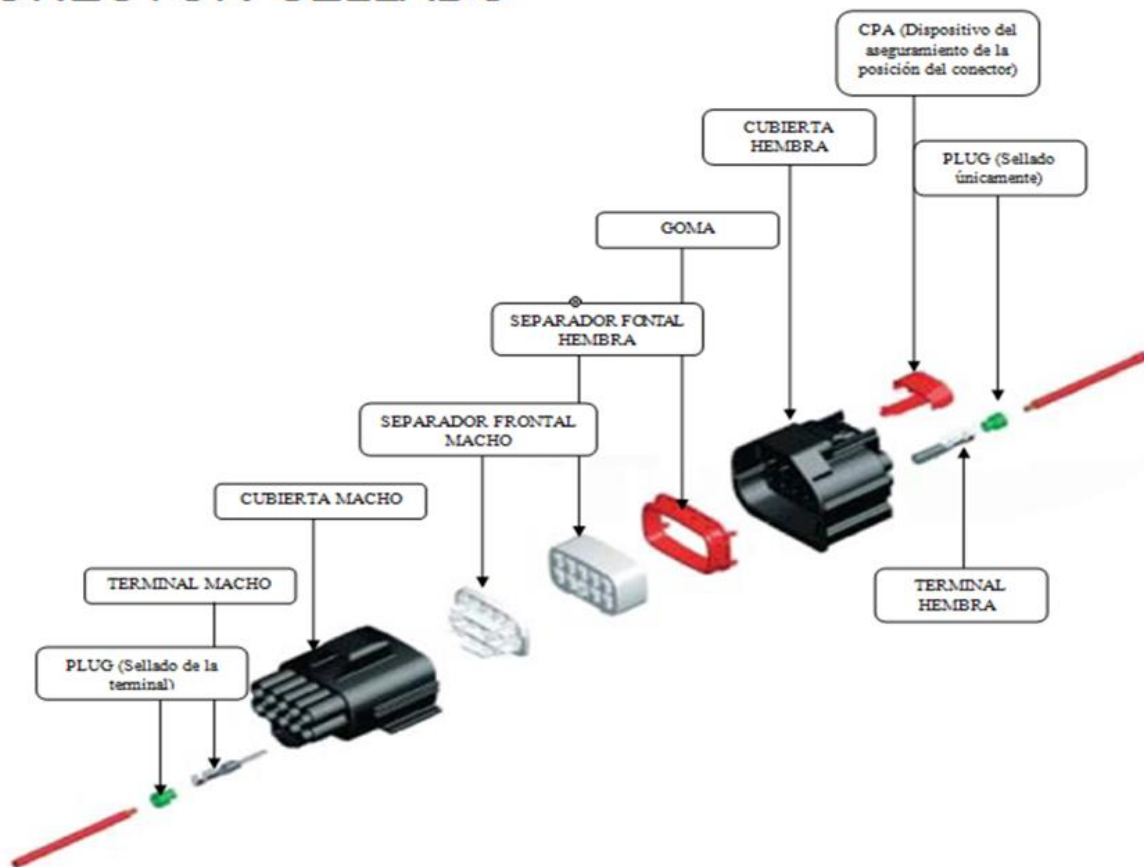 CPA (Dispositivo del
aseguramiento de la
posición del conector)
CUBIERTA
HEMBRA
PLUG (Sellado
únicamente)
GOMA
SEPARADOR FONTAL
HEMBRA
SEPARADOR FRONTAL
MACHO
CUBIERTA MACHO
TERMINAL MACHO
TERMINAL
HEMBRA
PLUG (Sellado de la
terminal)